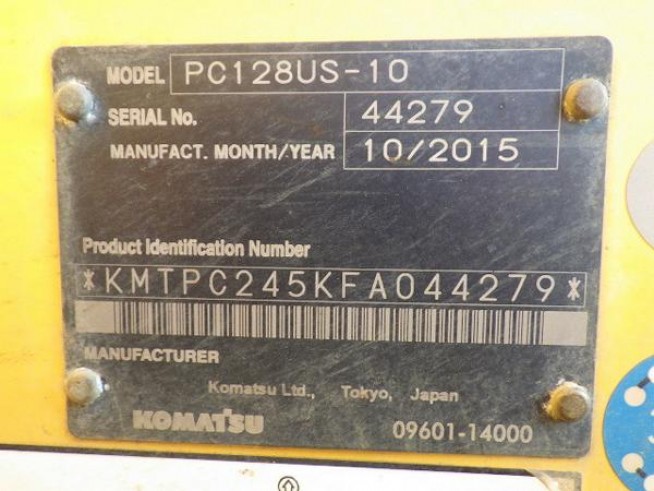 MODEL PC128US-10
SERIAL No. 44279
MANUFACT. MONTH/YEAR 10/2015
Product Identification Number
*KMTPC245KFA044279*
MANUFACTURER
Komatsu Ltd., Tokyo, Japan
KOMATSU 09601-14000